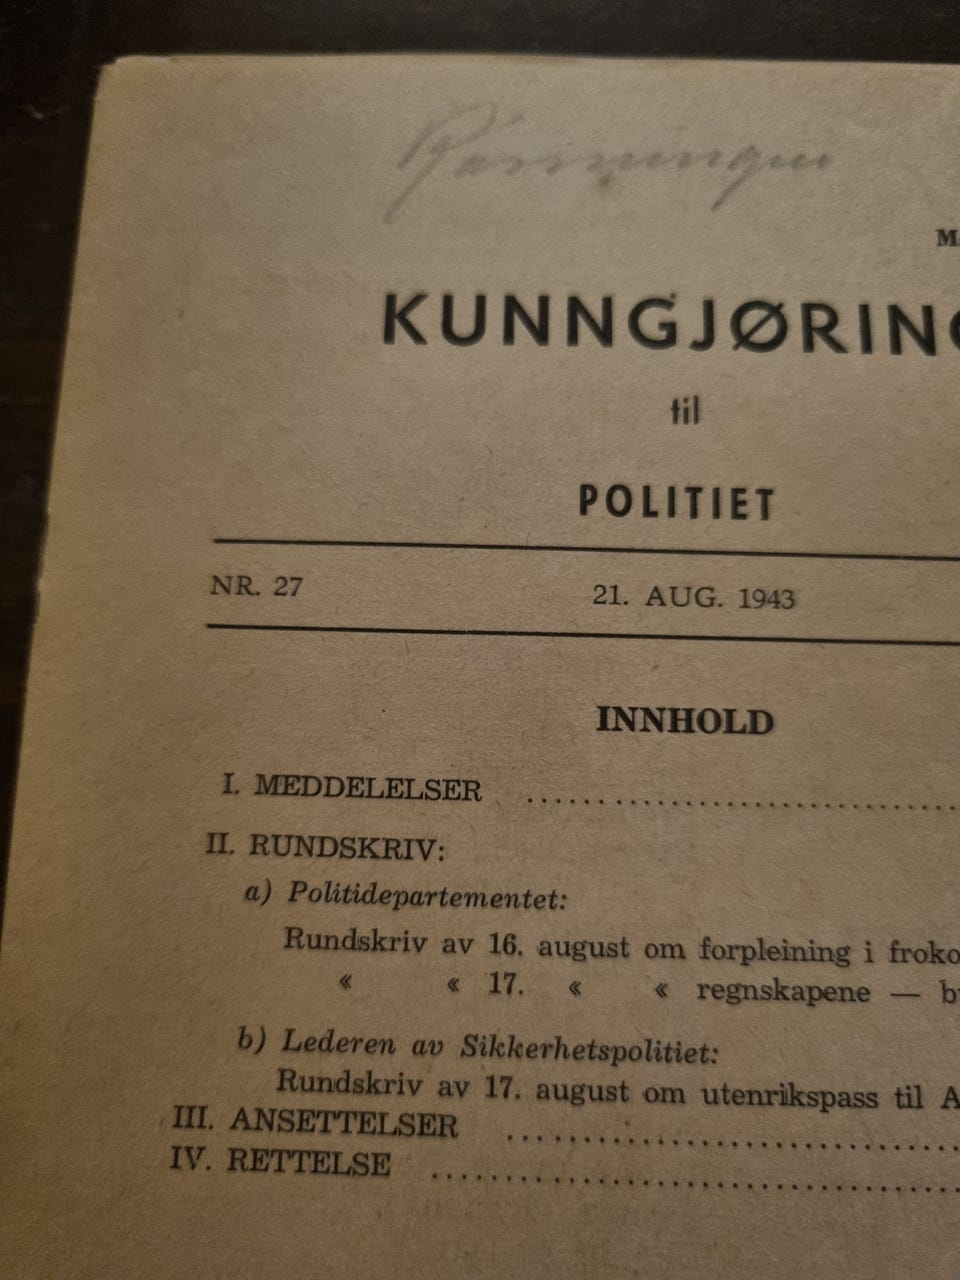 KUNNGJØRING
til
POLITIET
NR. 27 21. AUG. 1943
INNHOLD
I. MEDDELELSER ..............................
II. RUNDSKRIV:
a) Politidepartementet:
Rundskriv av 16. august om forpleining i froko
« « 17. « « regnskapene —
b) Lederen av Sikkerhetspolitiet:
Rundskriv av 17. august om utenrikspass til A
III. ANSETTELSER ..............................
IV. RETTELSE ..............................